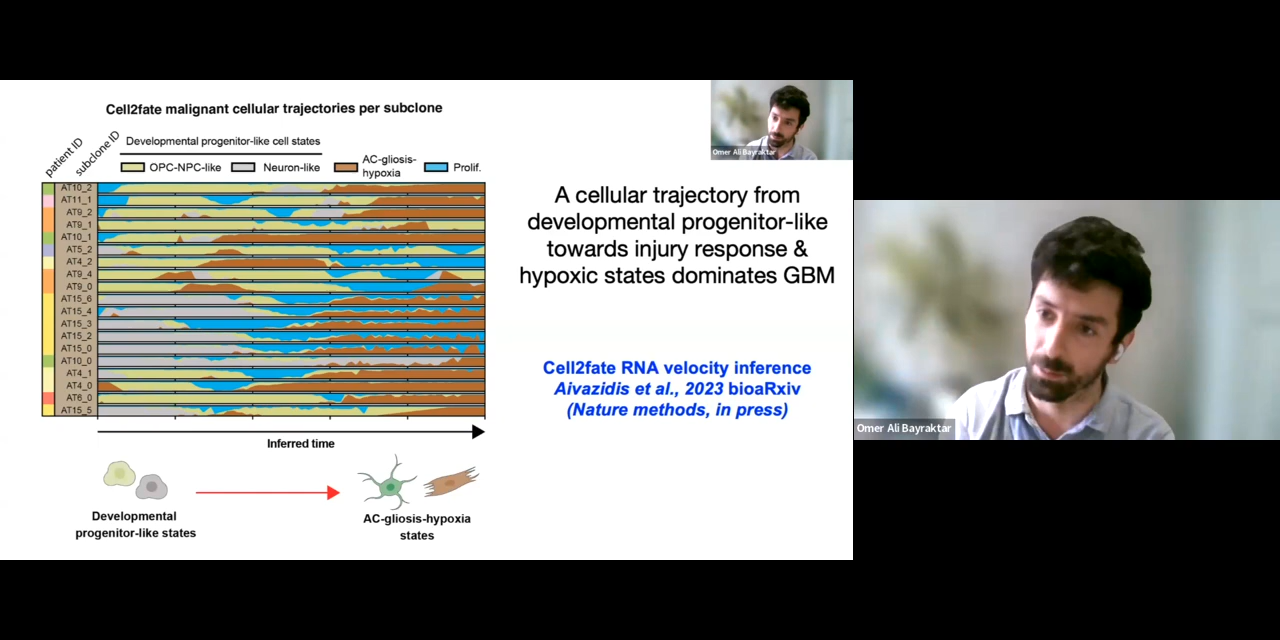 Cell2fate malignant cellular trajectories per subclone
patient ID
subclone ID
Developmental progenitor-like cell states
OPC-NPC-like
Neuron-like
AC-gliosis-
hypoxia
Prolif.
AT10_2
AT11_1
AT9_2
AT9_1
AT10_1
AT5_2
AT4_2
AT9_4
AT9_0
AT15_6
AT15_4
AT15_3
AT15_2
AT15_0
AT10_0
AT4_1
AT4_0
AT6_0
AT15_5
Inferred time
Developmental
progenitor-like states
AC-gliosis-hypoxia
states
Omer Ali Bayraktar
A cellular trajectory from
developmental progenitor-like
towards injury response &
hypoxic states dominates GBM
Cell2fate RNA velocity inference
Aivazidis et al., 2023 bioaRxiv
(Nature methods, in press)
Omer Ali Bayraktar